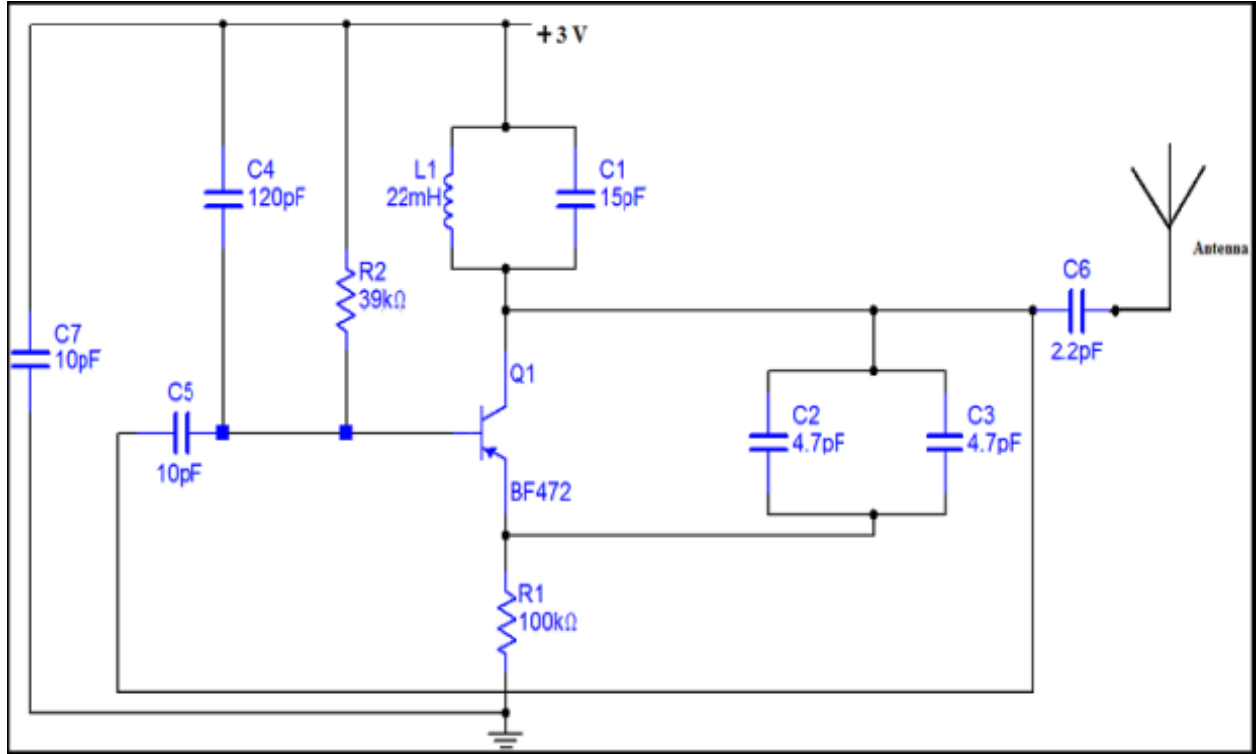 +3 V
C4
120pF
L1
22mH
C1
15pF
R2
39kΩ
C7
10pF
C5
10pF
Q1
BF472
C2
4.7pF
C3
4.7pF
C6
2.2pF
Antenna
R1
100kΩ